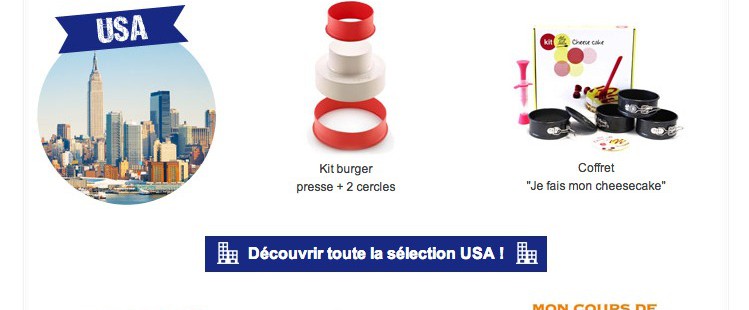 USA
kit
Cheese cake
Kit burger
presse + 2 cercles
Coffret
"Je fais mon cheesecake"
Découvrir toute la sélection USA !
MON COURS DE